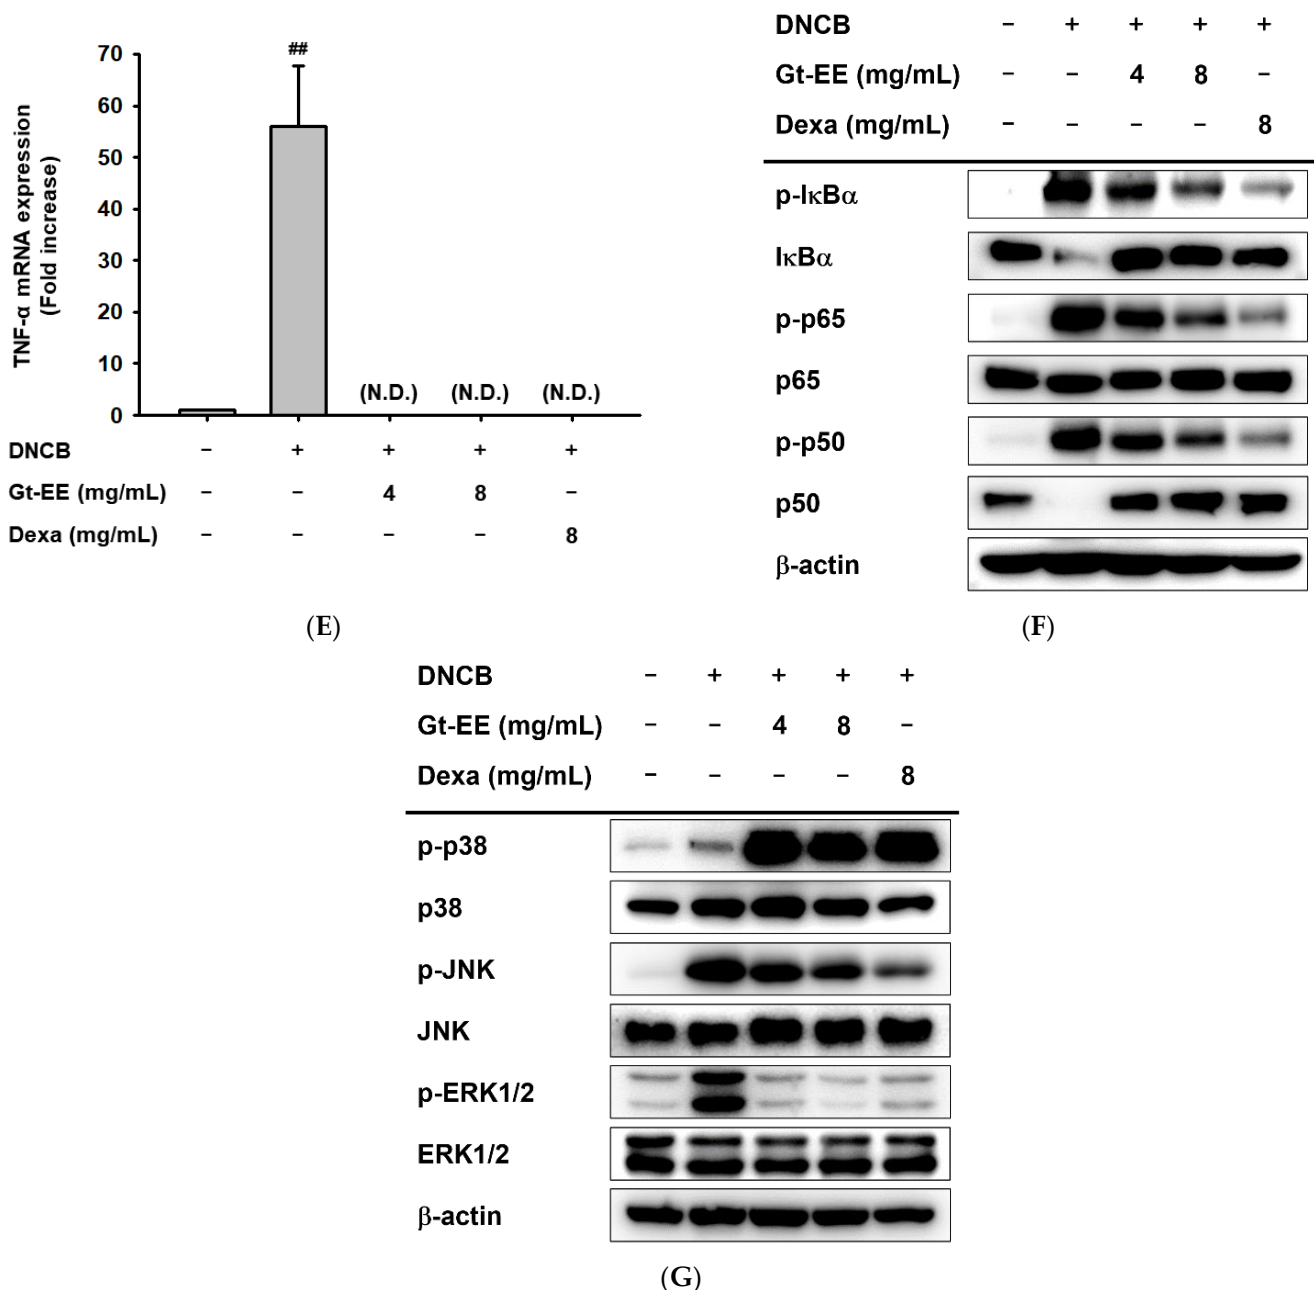 TNF-α mRNA expression
(Fold increase)
70
60
50
40
30
20
10
0
##
(N.D.) (N.D.) (N.D.)
DNCB − + + + +
Gt-EE (mg/mL) − − 4 8 −
Dexa (mg/mL) − − − − 8
(E)
DNCB − + + + +
Gt-EE (mg/mL) − − 4 8 −
Dexa (mg/mL) − − − − 8
p-IκBα
IκBα
p-p65
p65
p-p50
p50
β-actin
(F)
DNCB − + + + +
Gt-EE (mg/mL) − − 4 8 −
Dexa (mg/mL) − − − − 8
p-p38
p38
p-JNK
JNK
p-ERK1/2
ERK1/2
β-actin
(G)